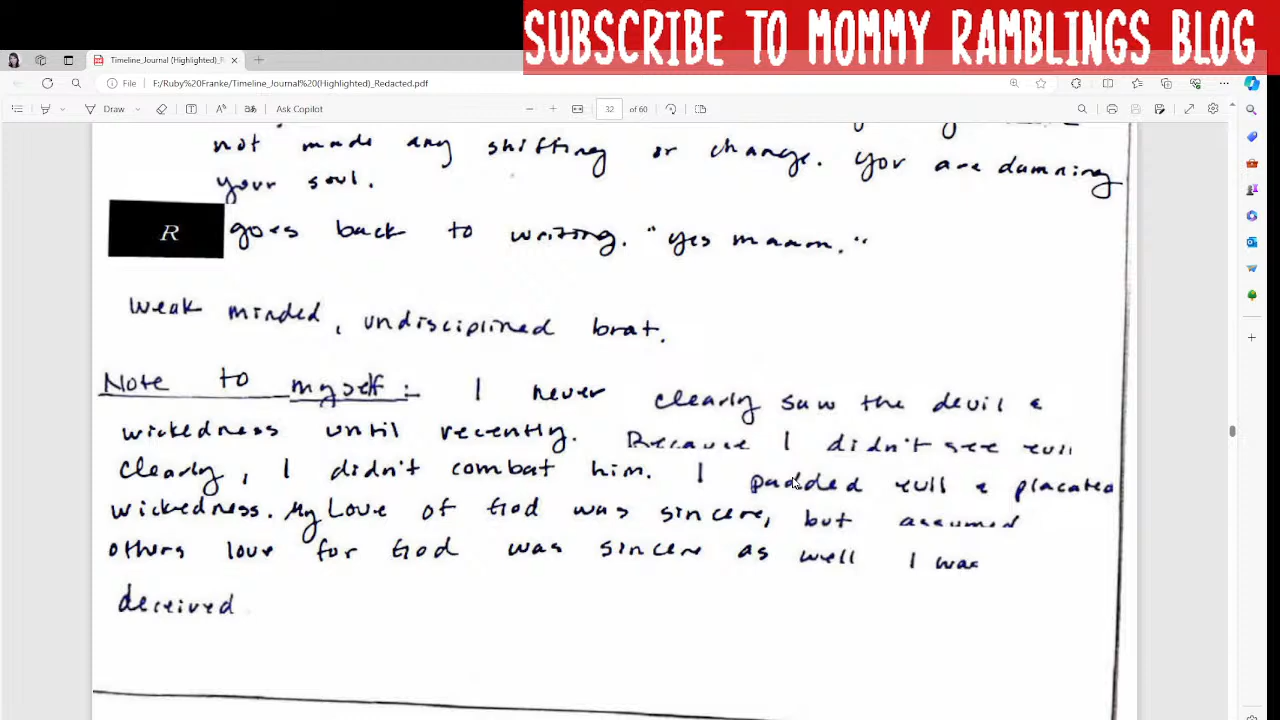 SUBSCRIBE TO MOMMY RAMBLINGS BLOG
Timeline_Journal (Highlighted)_R
File F:/Ruby%20Franke/Timeline_Journal%20(Highlighted)_Redacted.pdf
Draw Ask Copilot 32 of 60
not made any shifting or change. You are damning
your soul.
R goes back to writing. "Yes maam."
Weak minded, undisciplined brat.
Note to myself: I never clearly saw the devil &
wickedness until recently. Because I didn't see evil
clearly, I didn't combat him. I padded evil & placated
wickedness. My Love of God was sincere, but assumed
others love for God was sincere as well I was
deceived